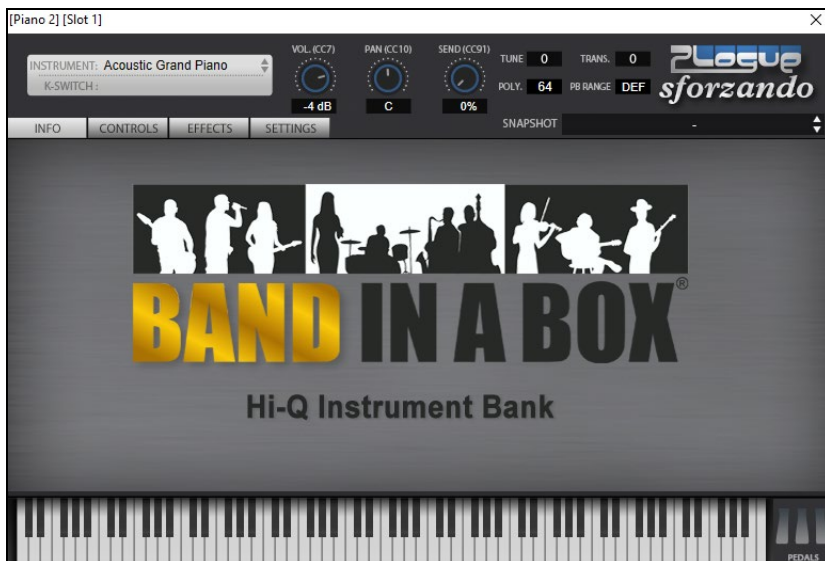 [Piano 2] [Slot 1]
INSTRUMENT: Acoustic Grand Piano
K-SWITCH :
VOL. (CC7)
-4 dB
PAN (CC10)
C
SEND (CC91)
0%
TUNE 0
TRANS. 0
POLY. 64
PB RANGE DEF
Plogue
sforzando
INFO
CONTROLS
EFFECTS
SETTINGS
SNAPSHOT -
BAND IN A BOX®
Hi-Q Instrument Bank
PEDALS